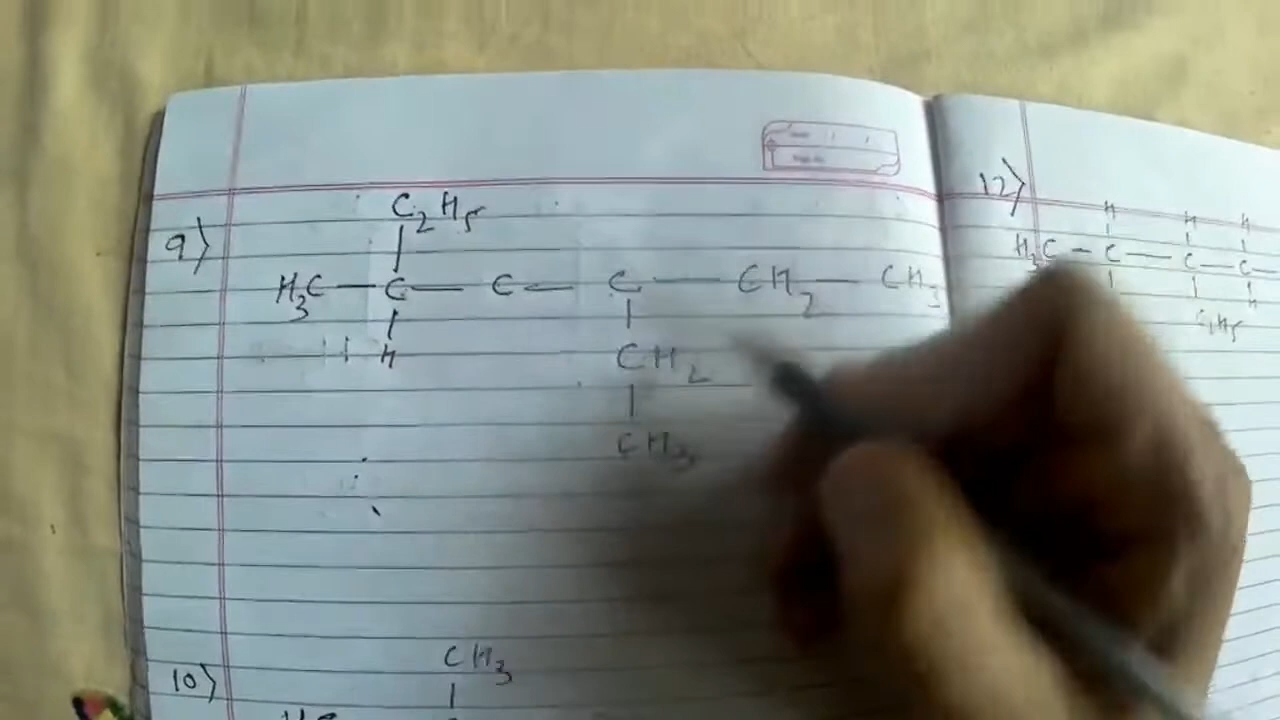 12)
C2H5
9)
H H H
H3C - C - C - C -
H3C - C - C = C - CH2 - CH3
H
C2H5 H
CH2
CH3
CH3
10)